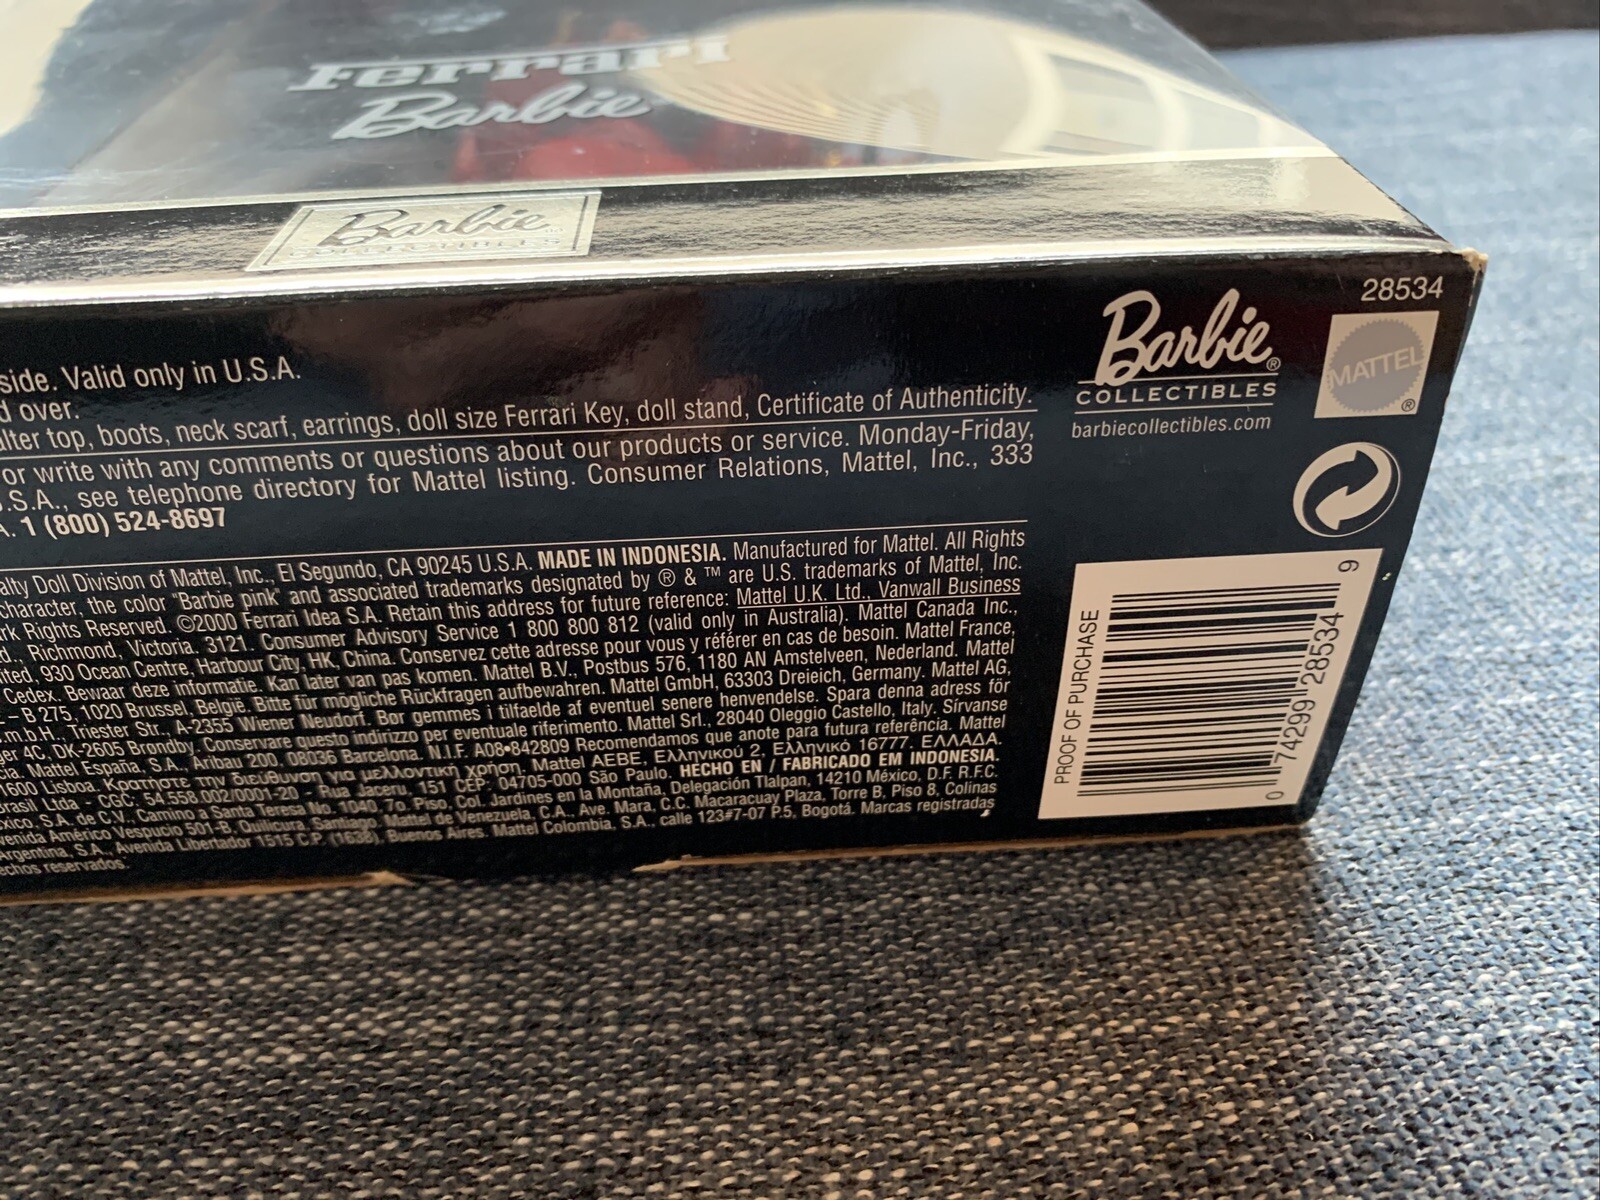 Ferrari
Barbie
Barbie
COLLECTIBLES
28534
Barbie®
COLLECTIBLES
barbiecollectibles.com
MATTEL
®
side. Valid only in U.S.A.
d over.
alter top, boots, neck scarf, earrings, doll size Ferrari Key, doll stand, Certificate of Authenticity.
or write with any comments or questions about our products or service. Monday-Friday,
.S.A., see telephone directory for Mattel listing. Consumer Relations, Mattel, Inc., 333
A. 1 (800) 524-8697
alty Doll Division of Mattel, Inc., El Segundo, CA 90245 U.S.A. MADE IN INDONESIA. Manufactured for Mattel. All Rights
character, the color "Barbie pink" and associated trademarks designated by ® & ™ are U.S. trademarks of Mattel, Inc.
rk Rights Reserved. ©2000 Ferrari Idea S.A. Retain this address for future reference: Mattel U.K. Ltd., Vanwall Business
d., Richmond, Victoria. 3121. Consumer Advisory Service 1 800 800 812 (valid only in Australia). Mattel Canada Inc.,
ited, 930 Ocean Centre, Harbour City, HK, China. Conservez cette adresse pour vous y référer en cas de besoin. Mattel France,
Cedex. Bewaar deze informatie. Kan later van pas komen. Mattel B.V., Postbus 576, 1180 AN Amstelveen, Nederland. Mattel
. – B 275, 1020 Brussel, België. Bitte für mögliche Rückfragen aufbewahren. Mattel GmbH, 63303 Dreieich, Germany. Mattel AG,
.m.b.H., Triester Str., A-2355 Wiener Neudorf. Bør gemmes i tilfaelde af eventuel senere henvendelse. Spara denna adress för
ger 4C, DK-2605 Brøndby. Conservare questo indirizzo per eventuale riferimento. Mattel Srl., 28040 Oleggio Castello, Italy. Sírvanse
cia. Mattel España, S.A., Aribau 200, 08036 Barcelona. N.I.F. A08•842809 Recomendamos que anote para futura referência. Mattel
1600 Lisboa. Κρατήστε την διεύθυνση για μελλοντική χρήση. Mattel AEBE, Ελληνικού 2, Ελληνικό 16777. ΕΛΛΑΔΑ.
Brasil Ltda - CGC: 54.558.002/0001-20 - Rua Jaceru, 151 CEP: 04705-000 São Paulo. HECHO EN / FABRICADO EM INDONESIA.
xico, S.A. de C.V., Camino a Santa Teresa No. 1040, 7o. Piso, Col. Jardines en la Montaña, Delegación Tlalpan, 14210 México, D.F. R.F.C.
venida Américo Vespucio 501-B, Quilicura, Santiago. Mattel de Venezuela, C.A., Ave. Mara, C.C. Macaracuay Plaza, Torre B, Piso 8, Colinas
Argentina, S.A., Avenida Libertador 1515 C.P. (1638), Buenos Aires. Mattel Colombia, S.A., calle 123#7-07 P.5, Bogotá. Marcas registradas
echos reservados.
PROOF OF PURCHASE
0 74299 28534 9